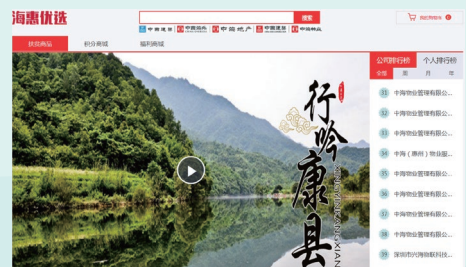 海惠优选
搜索
中国建筑 中国海外 中海地产 中国建筑 中海物业
我的购物车 0
扶贫商品 积分商城 福利商城
公司排行榜 个人排行榜
全部 周 月 年
行吟康县
XINGYINKANGXIAN
31 中海物业管理有限公...
32 中海物业管理有限公...
33 中海物业管理有限公...
34 中海(惠州)物业服...
35 中海物业管理有限公...
36 中海物业管理有限公...
37 中海物业管理有限公...
38 中海物业管理有限公...
39 深圳市兴海物联科技...